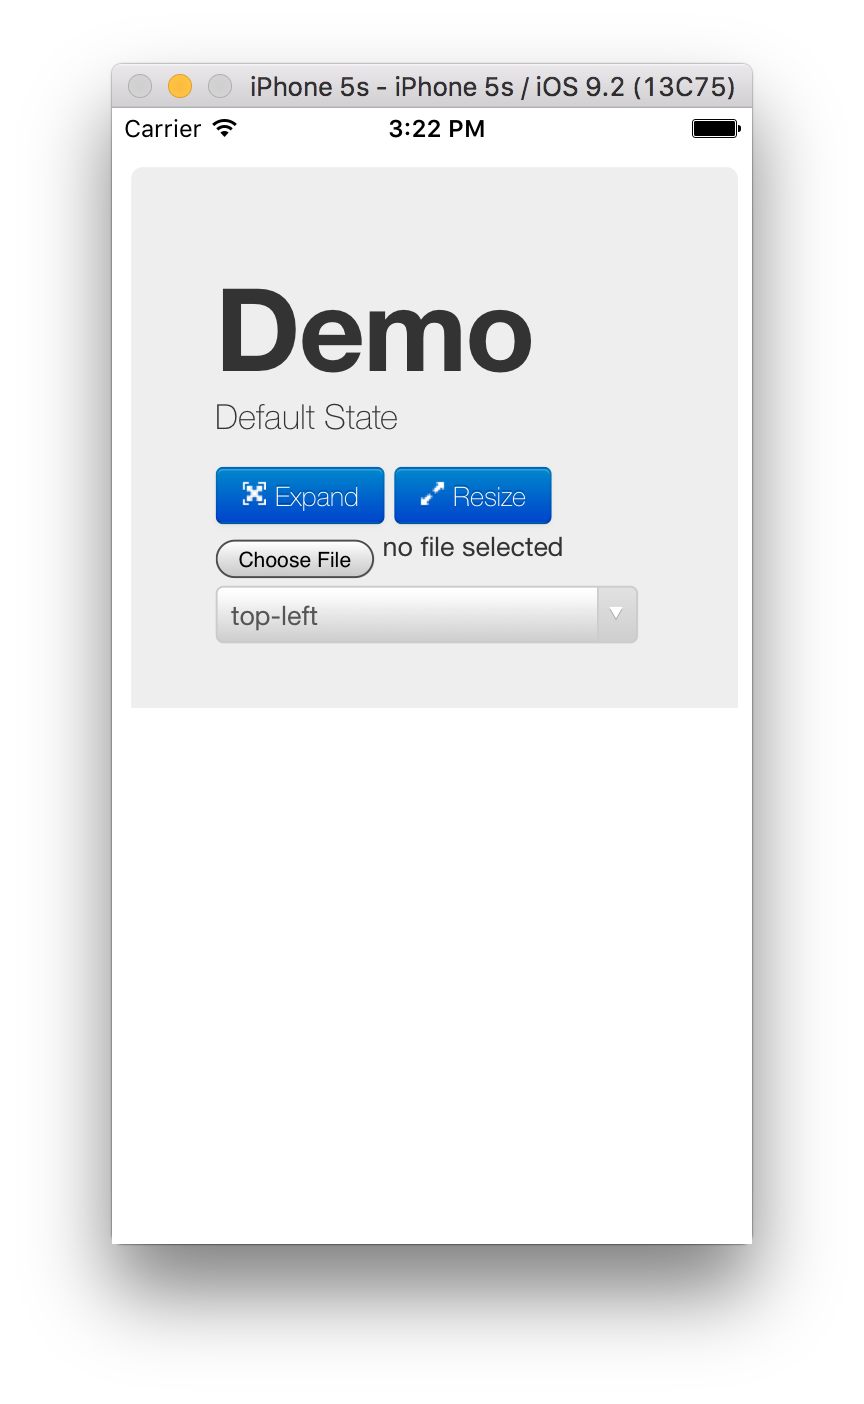 iPhone 5s - iPhone 5s / iOS 9.2 (13C75)
Carrier 3:22 PM
Demo
Default State
Expand Resize
Choose File no file selected
top-left